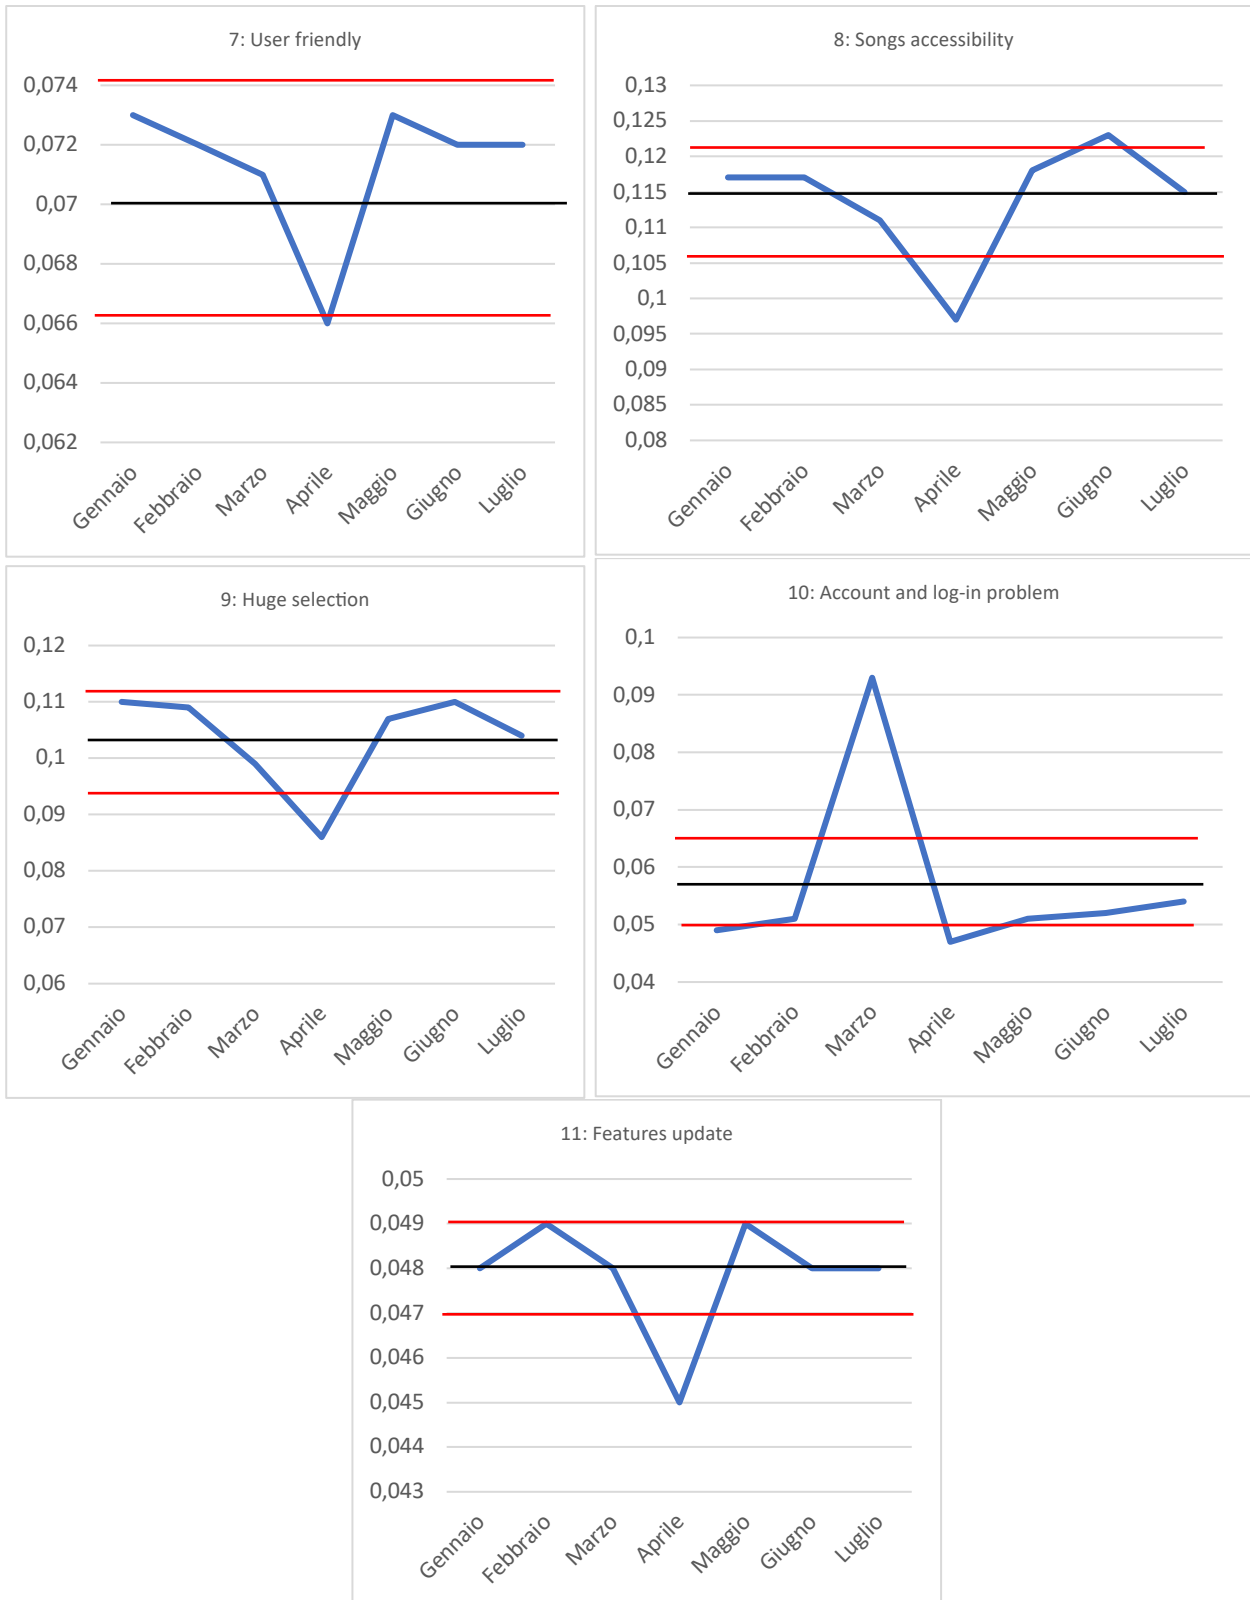 7: User friendly
0,074
0,072
0,07
0,068
0,066
0,064
0,062
Gennaio
Febbraio
Marzo
Aprile
Maggio
Giugno
Luglio
8: Songs accessibility
0,13
0,125
0,12
0,115
0,11
0,105
0,1
0,095
0,09
0,085
0,08
Gennaio
Febbraio
Marzo
Aprile
Maggio
Giugno
Luglio
9: Huge selection
0,12
0,11
0,1
0,09
0,08
0,07
0,06
Gennaio
Febbraio
Marzo
Aprile
Maggio
Giugno
Luglio
10: Account and log-in problem
0,1
0,09
0,08
0,07
0,06
0,05
0,04
Gennaio
Febbraio
Marzo
Aprile
Maggio
Giugno
Luglio
11: Features update
0,05
0,049
0,048
0,047
0,046
0,045
0,044
0,043
Gennaio
Febbraio
Marzo
Aprile
Maggio
Giugno
Luglio